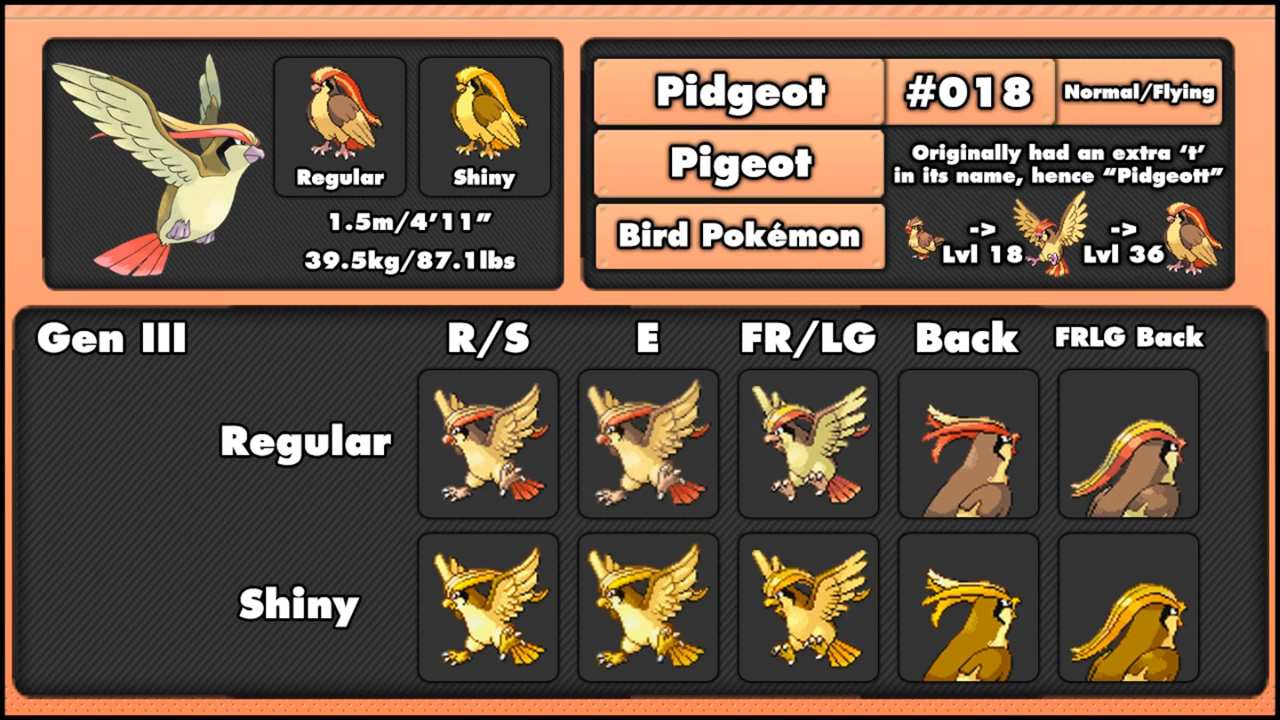 Regular
Shiny
1.5m/4’11”
39.5kg/87.1lbs
Pidgeot
#018
Normal/Flying
Pigeot
Originally had an extra ‘t’
in its name, hence “Pidgeott”
Bird Pokémon
->
Lvl 18
->
Lvl 36
Gen III
R/S
E
FR/LG
Back
FRLG Back
Regular
Shiny